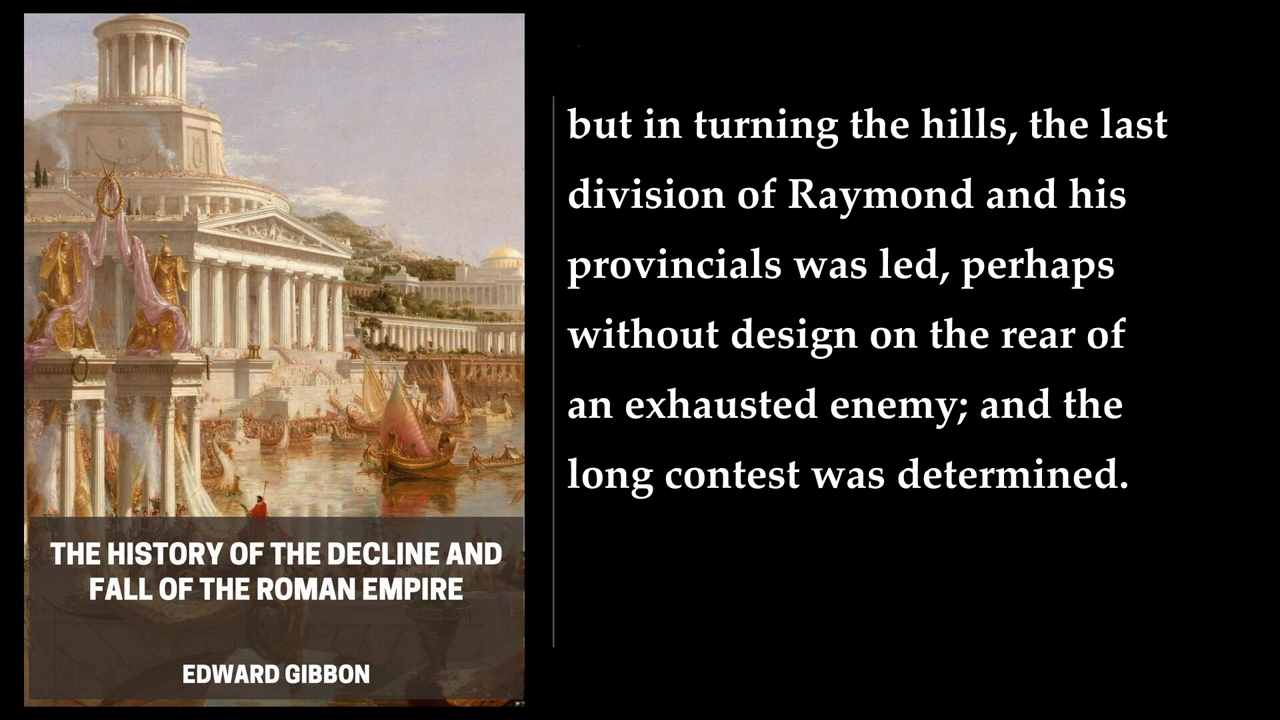 THE HISTORY OF THE DECLINE AND
FALL OF THE ROMAN EMPIRE
EDWARD GIBBON
but in turning the hills, the last
division of Raymond and his
provincials was led, perhaps
without design on the rear of
an exhausted enemy; and the
long contest was determined.